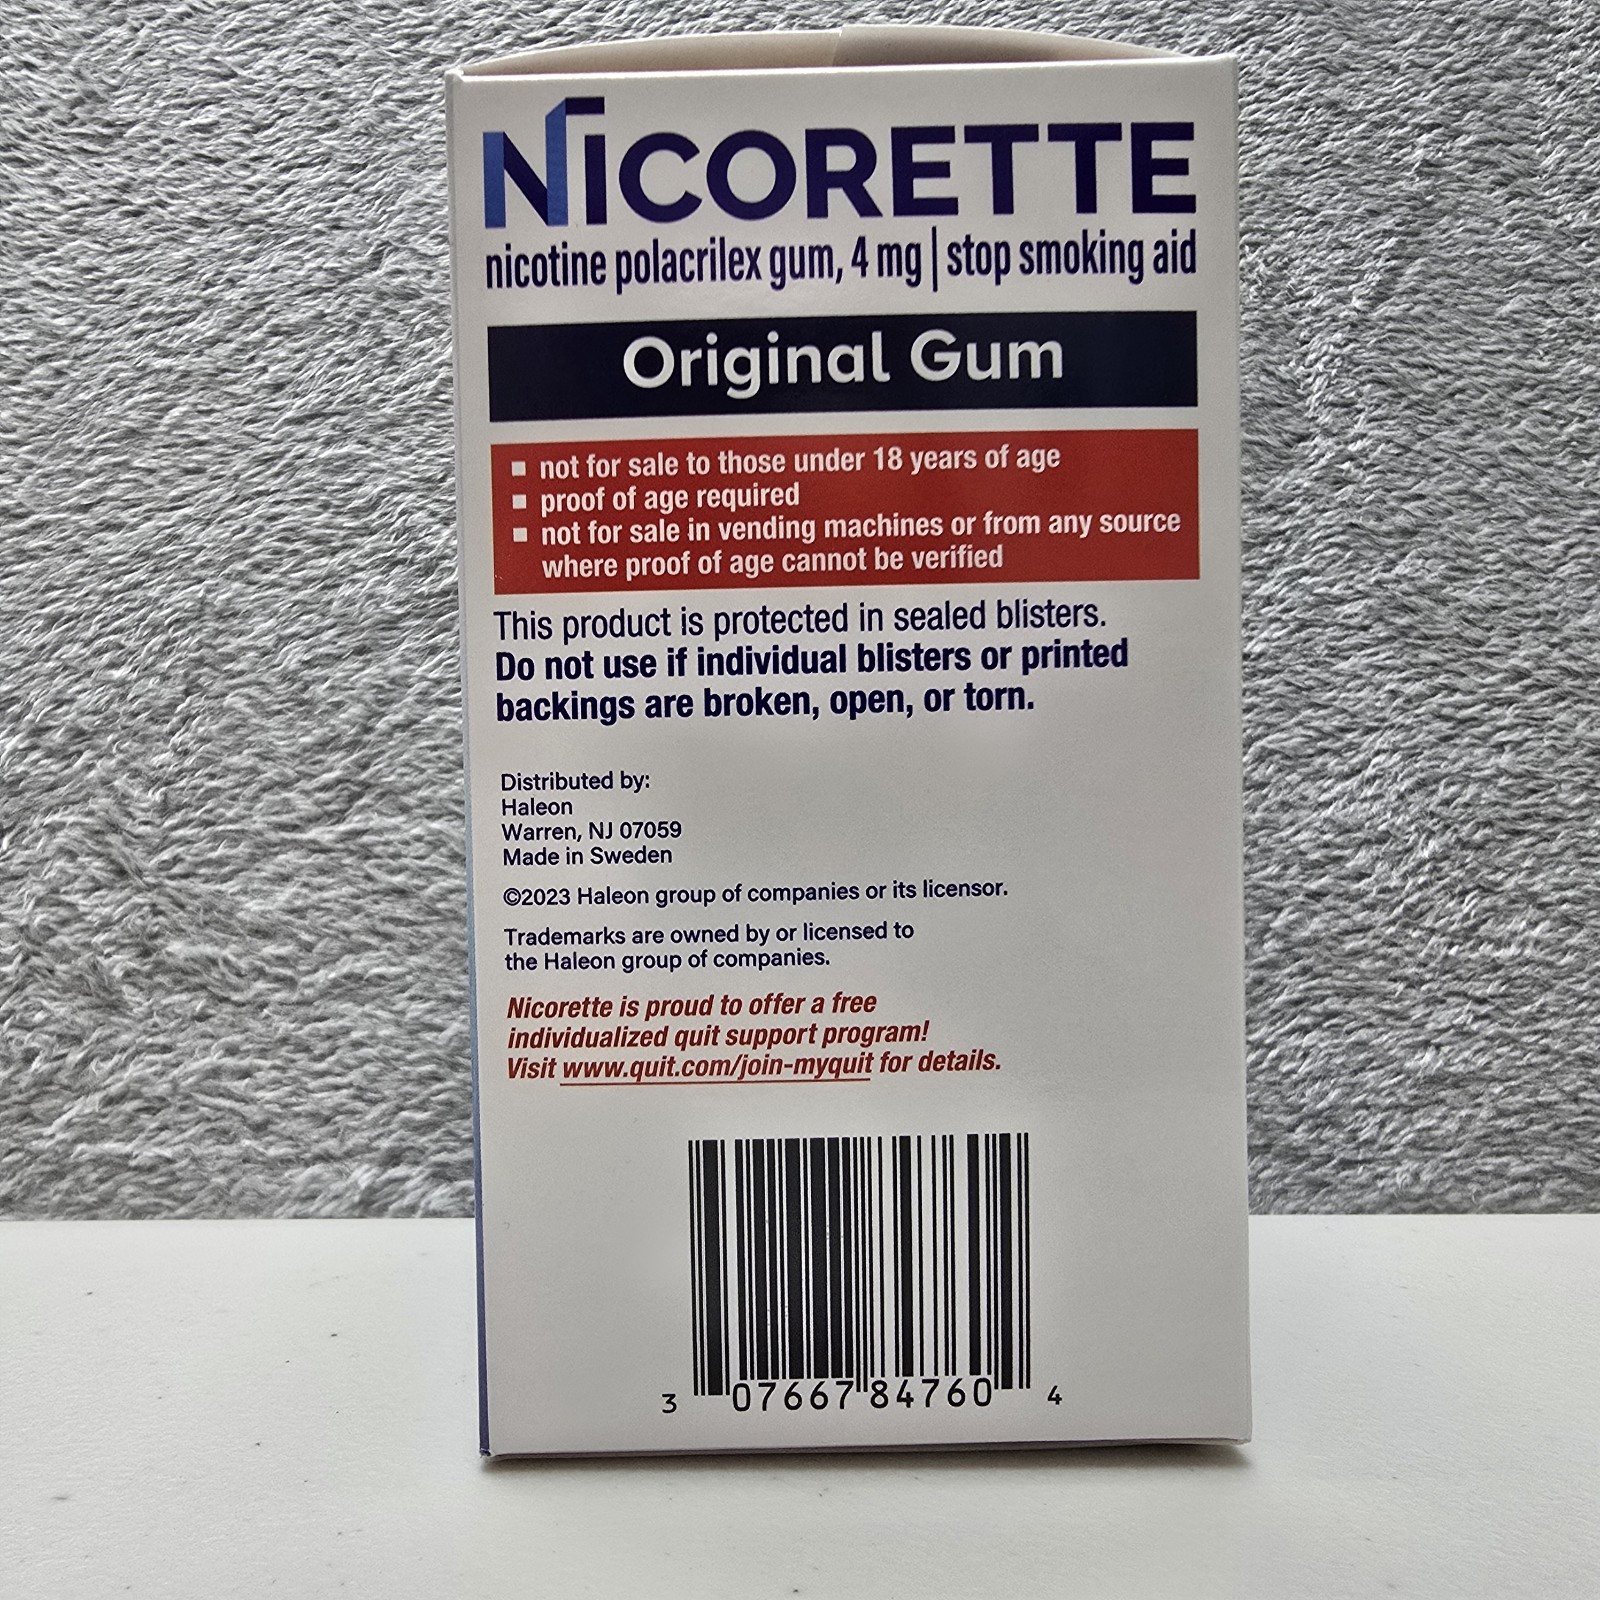 NICORETTE
nicotine polacrilex gum, 4 mg | stop smoking aid
Original Gum
▪ not for sale to those under 18 years of age
▪ proof of age required
▪ not for sale in vending machines or from any source
where proof of age cannot be verified
This product is protected in sealed blisters.
Do not use if individual blisters or printed
backings are broken, open, or torn.
Distributed by:
Haleon
Warren, NJ 07059
Made in Sweden
©2023 Haleon group of companies or its licensor.
Trademarks are owned by or licensed to
the Haleon group of companies.
Nicorette is proud to offer a free
individualized quit support program!
Visit www.quit.com/join-myquit for details.
3 07667 84760 4